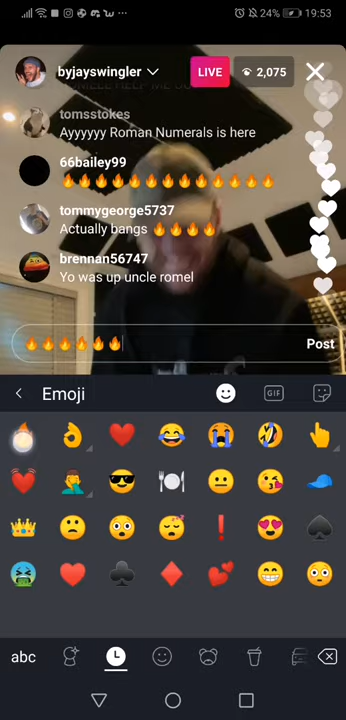 24% 19:53
byjayswingler LIVE 2,075
tomsstokes
Ayyyyyy Roman Numerals is here
66bailey99
🔥🔥🔥🔥🔥🔥🔥🔥🔥🔥🔥🔥🔥
tommygeorge5737
Actually bangs 🔥🔥🔥🔥
brennan56747
Yo was up uncle romel
🔥🔥🔥🔥🔥🔥 Post
Emoji GIF
abc